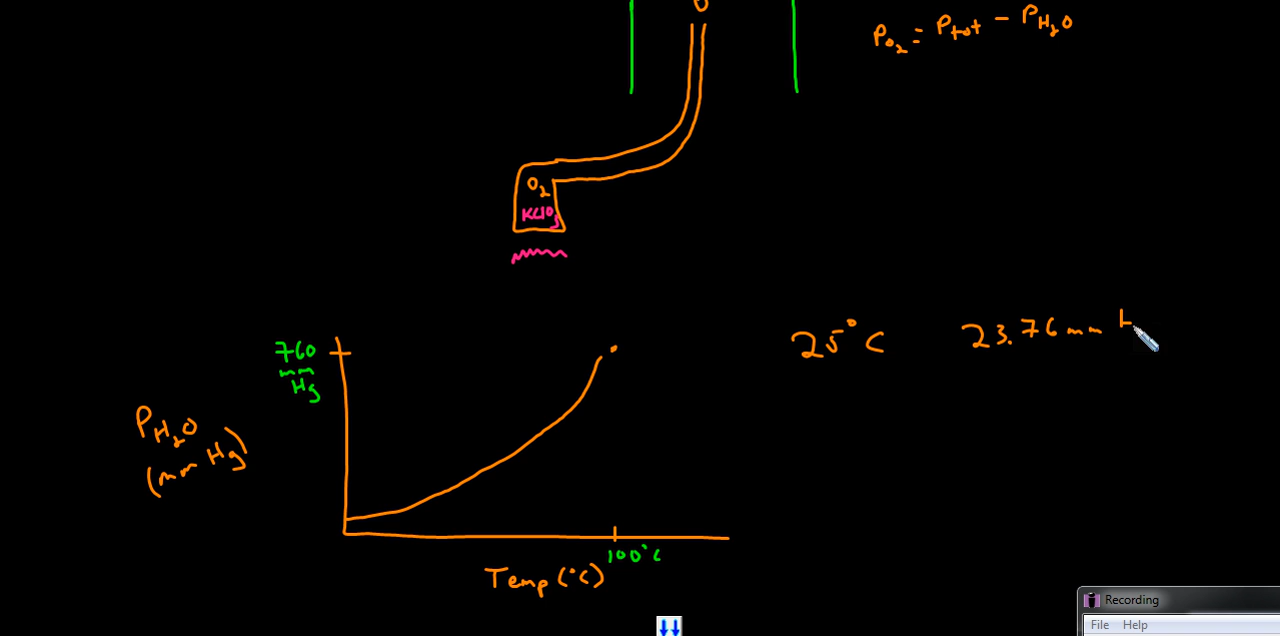 P_O₂ = P_tot - P_H₂O
O₂
KClO₃
25°C 23.76 mm H
760
mm
Hg
P_H₂O
(mm Hg)
100°C
Temp (°C)
Recording
File Help